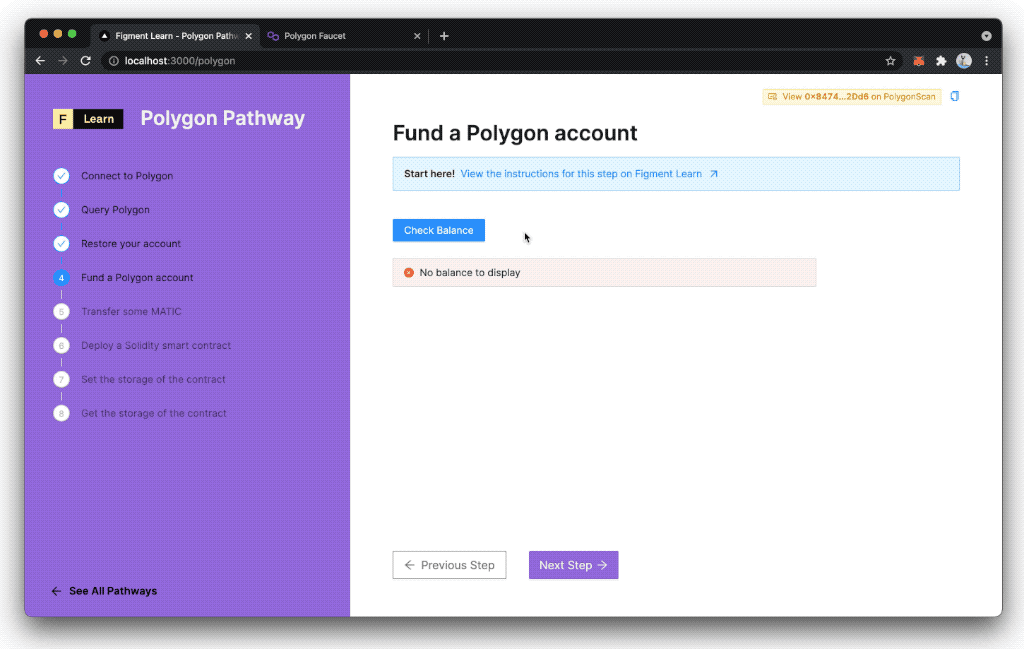 Figment Learn - Polygon Pathw
Polygon Faucet
localhost:3000/polygon
F Learn
Polygon Pathway
Connect to Polygon
Query Polygon
Restore your account
4 Fund a Polygon account
5 Transfer some MATIC
6 Deploy a Solidity smart contract
7 Set the storage of the contract
8 Get the storage of the contract
See All Pathways
View 0×8474...2Dd6 on PolygonScan
Fund a Polygon account
Start here! View the instructions for this step on Figment Learn
Check Balance
No balance to display
Previous Step
Next Step